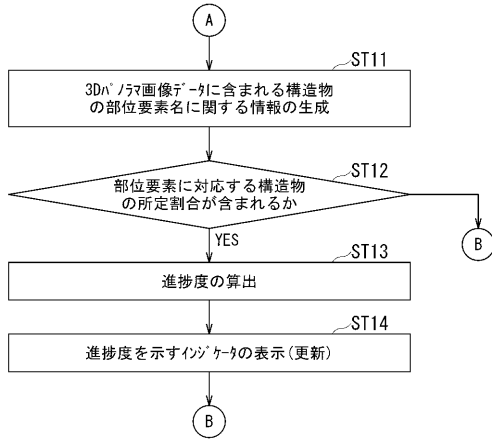 A
ST11
3Dﾊﾟﾉﾗﾏ画像ﾃﾞｰﾀに含まれる構造物
の部位要素名に関する情報の生成
ST12
部位要素に対応する構造物
の所定割合が含まれるか
B
YES
ST13
進捗度の算出
ST14
進捗度を示すｲﾝｼﾞｹｰﾀの表示(更新)
B